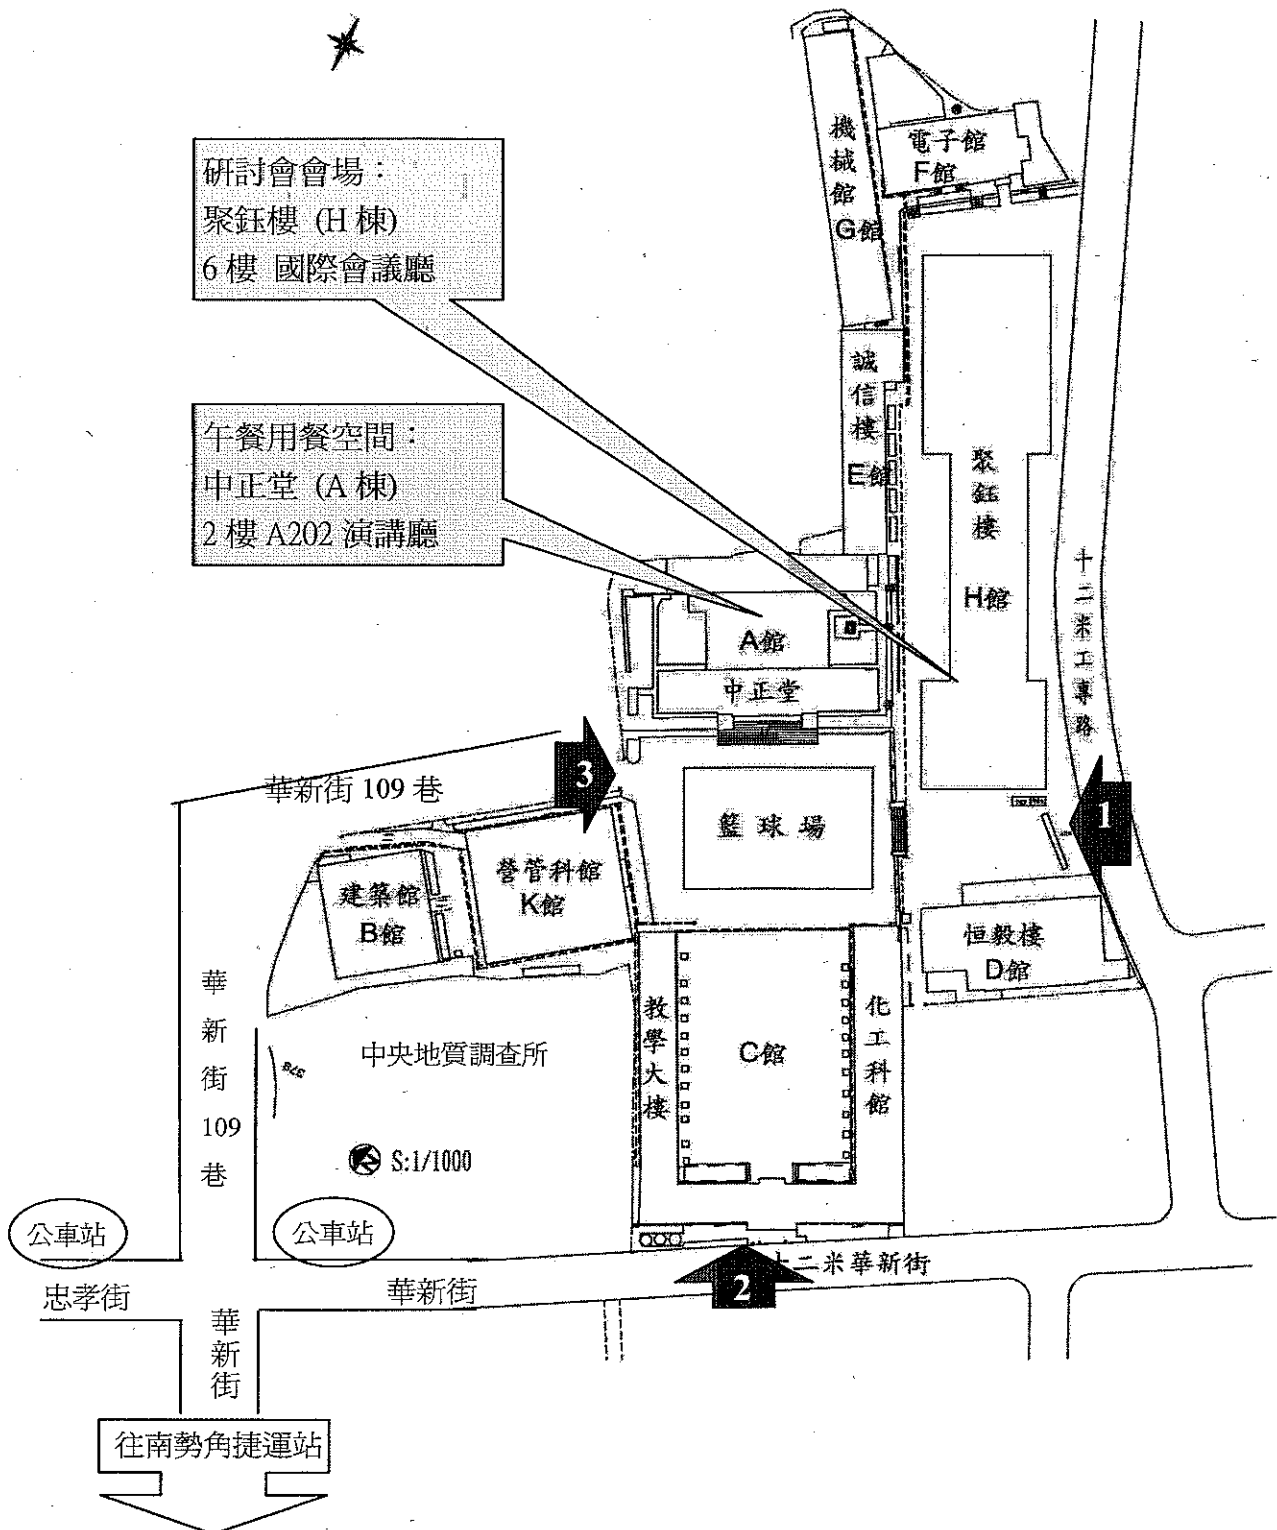 研討會會場：
聚鈺樓 (H 棟)
6 樓 國際會議廳
午餐用餐空間：
中正堂 (A 棟)
2 樓 A202 演講廳
機械館
G館
電子館
F館
誠信樓
E館
聚鈺樓
H館
十二米工專路
A館
中正堂
3
華新街 109 巷
籃球場
1
建築館
B館
營管科館
K館
恒毅樓
D館
華新街109巷
378
中央地質調查所
教學大樓
C館
化工科館
S:1/1000
公車站
公車站
忠孝街
華新街
十二米華新街
2
華新街
往南勢角捷運站